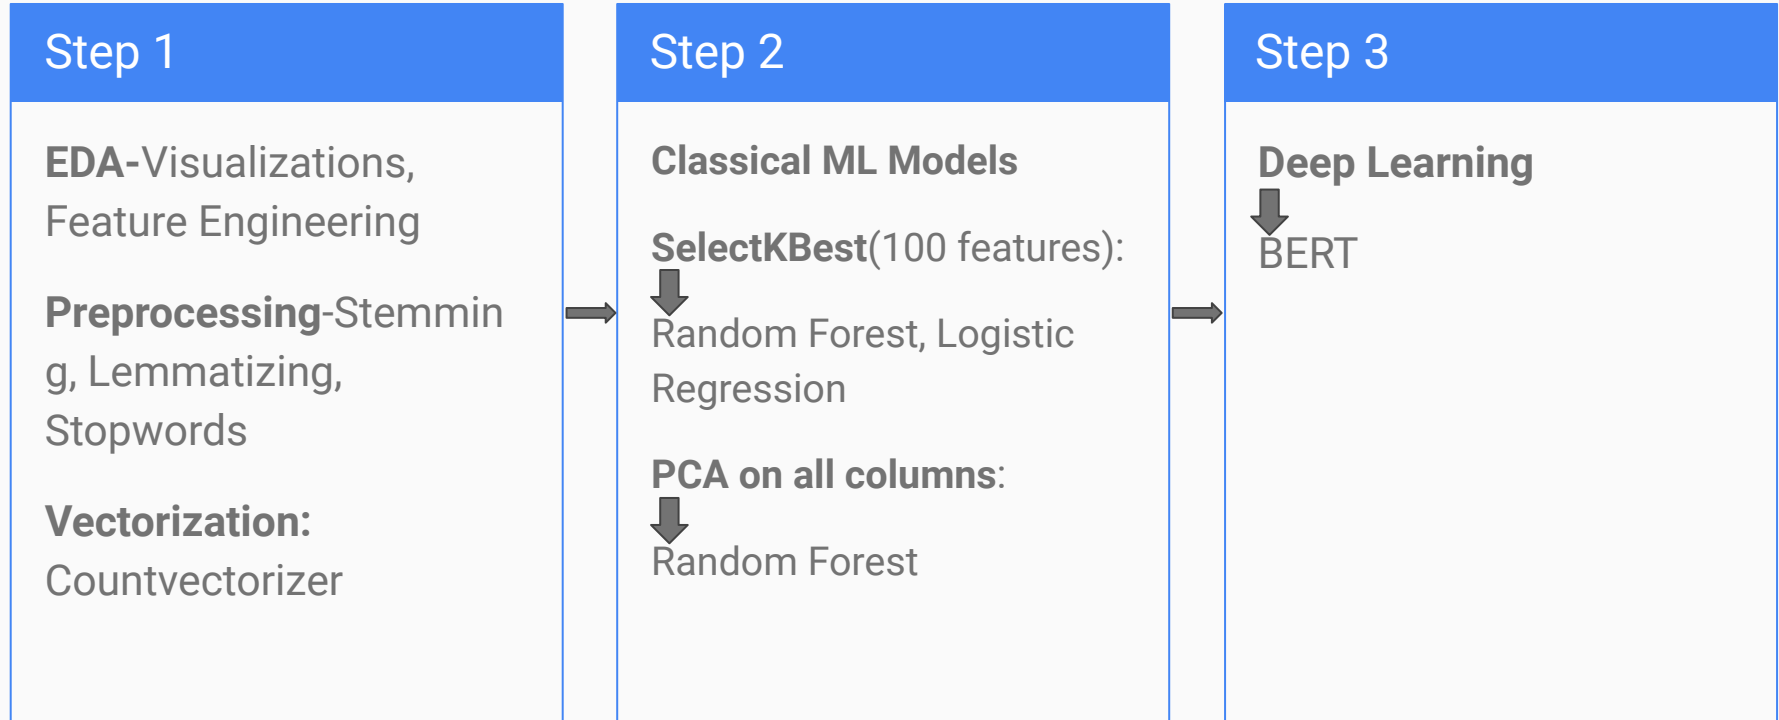 Step 1
EDA-Visualizations,
Feature Engineering
Preprocessing-Stemmin
g, Lemmatizing,
Stopwords
Vectorization:
Countvectorizer
Step 2
Classical ML Models
SelectKBest(100 features):
Random Forest, Logistic
Regression
PCA on all columns:
Random Forest
Step 3
Deep Learning
BERT